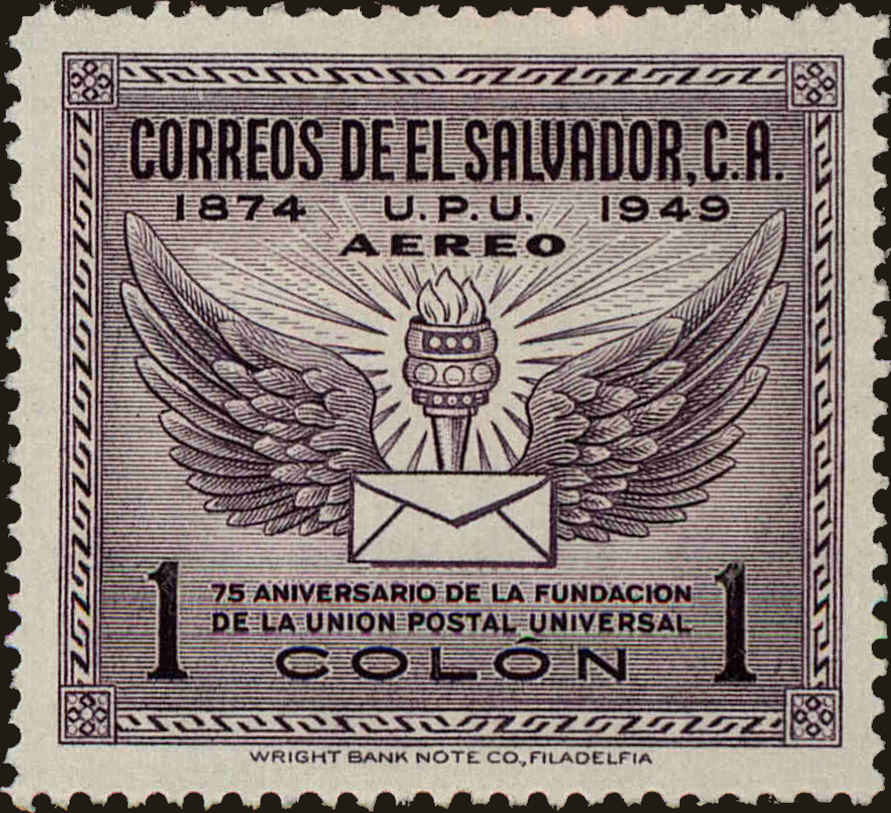 CORREOS DE EL SALVADOR, C.A.
1874 U.P.U. 1949
AEREO
1 1
75 ANIVERSARIO DE LA FUNDACION
DE LA UNION POSTAL UNIVERSAL
COLÓN
WRIGHT BANK NOTE CO., FILADELFIA